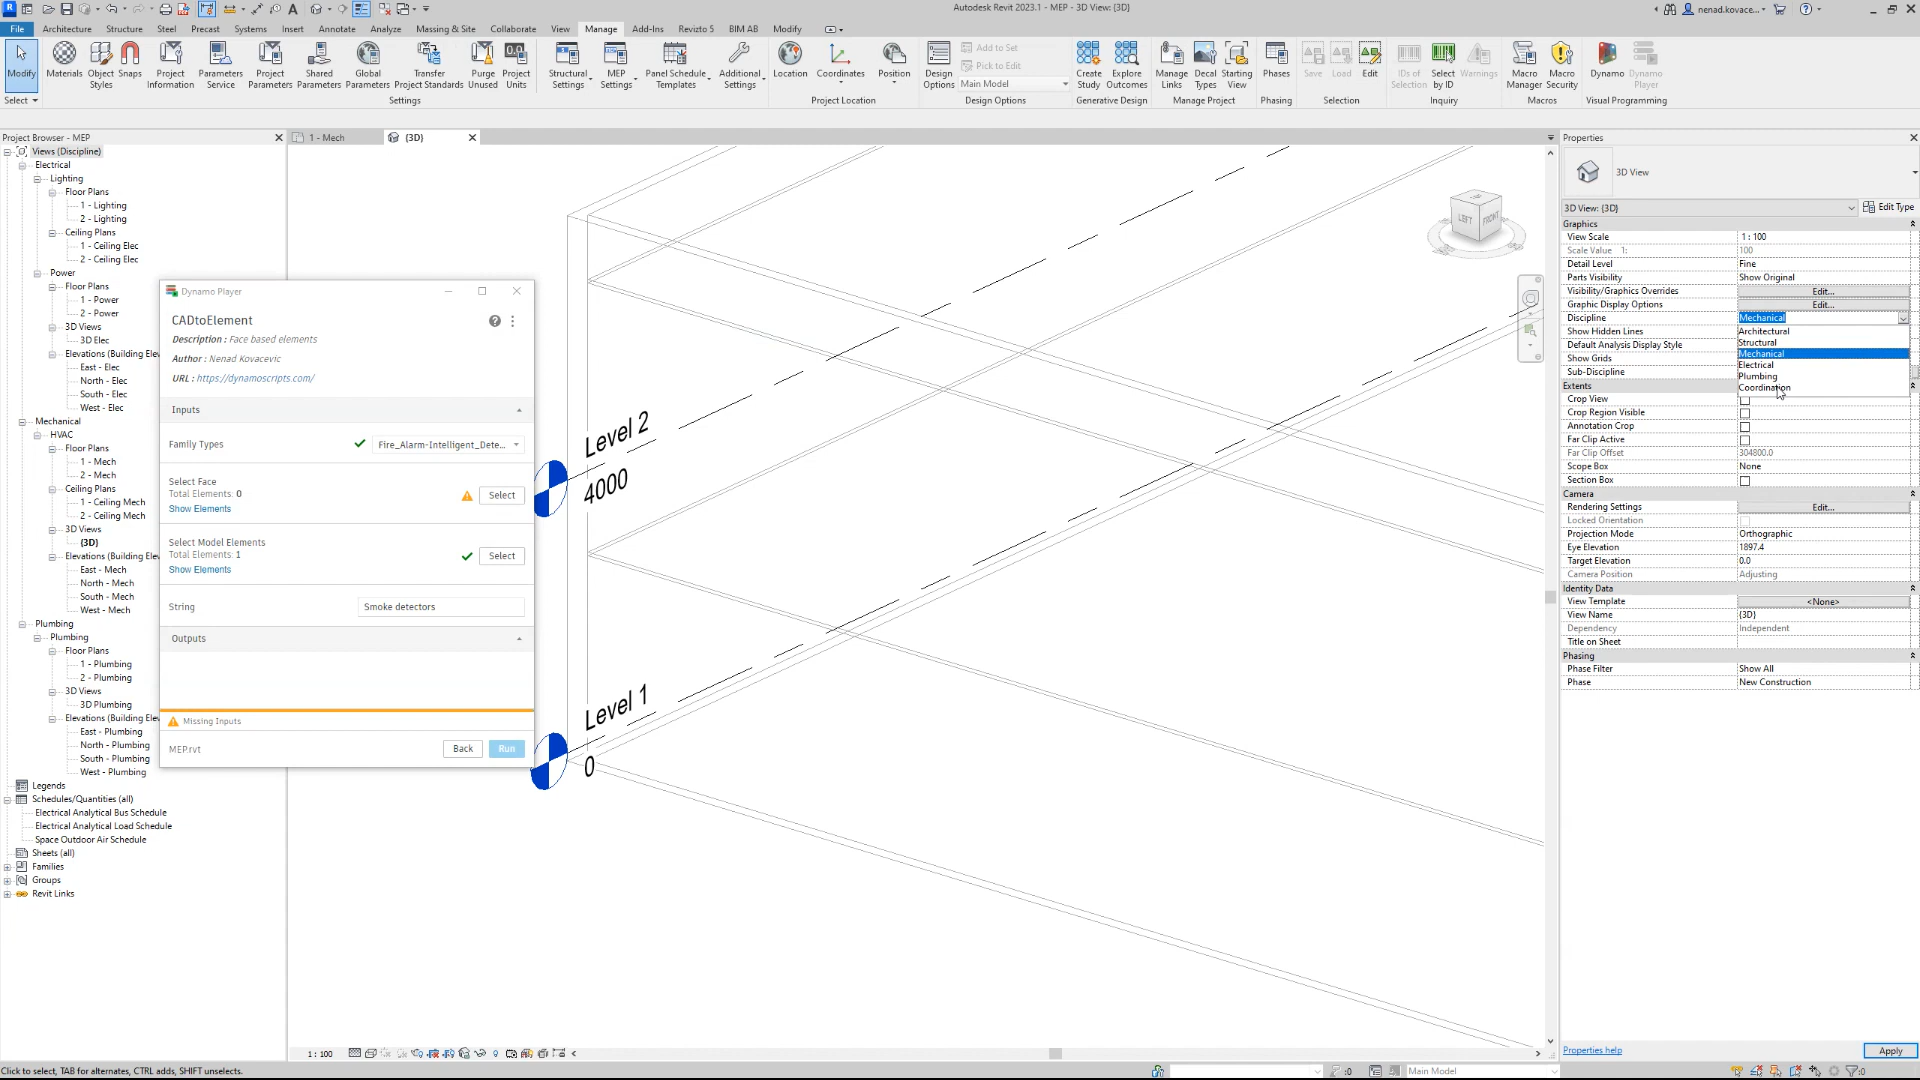 Autodesk Revit 2023.1 - MEP - 3D View: {3D}
nenad.kovace...
File Architecture Structure Steel Precast Systems Insert Annotate Analyze Massing & Site Collaborate View Manage Add-Ins Revizto 5 BIM AB Modify
Modify
Materials
Object Styles
Snaps
Project Information
Parameters Service
Project Parameters
Shared Parameters
Global Parameters
Transfer Project Standards
Purge Unused
Project Units
Structural Settings
MEP Settings
Panel Schedule Templates
Additional Settings
Location
Coordinates
Position
Design Options
Add to Set
Pick to Edit
Main Model
Create Study
Explore Outcomes
Manage Links
Decal Types
Starting View
Phases
Save
Load
Edit
IDs of Selection
Select by ID
Warnings
Macro Manager
Macro Security
Dynamo
Dynamo Player
Select
Settings
Project Location
Design Options
Generative Design
Manage Project
Phasing
Selection
Inquiry
Macros
Visual Programming
Project Browser - MEP
Views (Discipline)
Electrical
Lighting
Floor Plans
1 - Lighting
2 - Lighting
Ceiling Plans
1 - Ceiling Elec
2 - Ceiling Elec
Power
Floor Plans
1 - Power
2 - Power
3D Views
3D Elec
Elevations (Building Elev
East - Elec
North - Elec
South - Elec
West - Elec
Mechanical
HVAC
Floor Plans
1 - Mech
2 - Mech
Ceiling Plans
1 - Ceiling Mech
2 - Ceiling Mech
3D Views
{3D}
Elevations (Building Elev
East - Mech
North - Mech
South - Mech
West - Mech
Plumbing
Plumbing
Floor Plans
1 - Plumbing
2 - Plumbing
3D Views
3D Plumbing
Elevations (Building Elev
East - Plumbing
North - Plumbing
South - Plumbing
West - Plumbing
Legends
Schedules/Quantities (all)
Electrical Analytical Bus Schedule
Electrical Analytical Load Schedule
Space Outdoor Air Schedule
Sheets (all)
Families
Groups
Revit Links
1 - Mech
{3D}
Dynamo Player
CADtoElement
Description : Face based elements
Author : Nenad Kovacevic
URL : https://dynamoscripts.com/
Inputs
Family Types Fire_Alarm-Intelligent_Dete...
Select Face
Total Elements: 0
Show Elements
Select
Select Model Elements
Total Elements: 1
Show Elements
Select
String Smoke detectors
Outputs
Missing Inputs
MEP.rvt Back Run
Level 2
4000
Level 1
0
LEFT FRONT
Properties
3D View
3D View: {3D} Edit Type
Graphics
View Scale 1 : 100
Scale Value 1: 100
Detail Level Fine
Parts Visibility Show Original
Visibility/Graphics Overrides Edit...
Graphic Display Options Edit...
Discipline Mechanical
Show Hidden Lines
Default Analysis Display Style
Show Grids
Sub-Discipline
Architectural
Structural
Mechanical
Electrical
Plumbing
Coordination
Extents
Crop View
Crop Region Visible
Annotation Crop
Far Clip Active
Far Clip Offset 304800.0
Scope Box None
Section Box
Camera
Rendering Settings Edit...
Locked Orientation
Projection Mode Orthographic
Eye Elevation 1897.4
Target Elevation 0.0
Camera Position Adjusting
Identity Data
View Template <None>
View Name {3D}
Dependency Independent
Title on Sheet
Phasing
Phase Filter Show All
Phase New Construction
Properties help Apply
1 : 100
Click to select, TAB for alternates, CTRL adds, SHIFT unselects.
:0
Main Model
:0